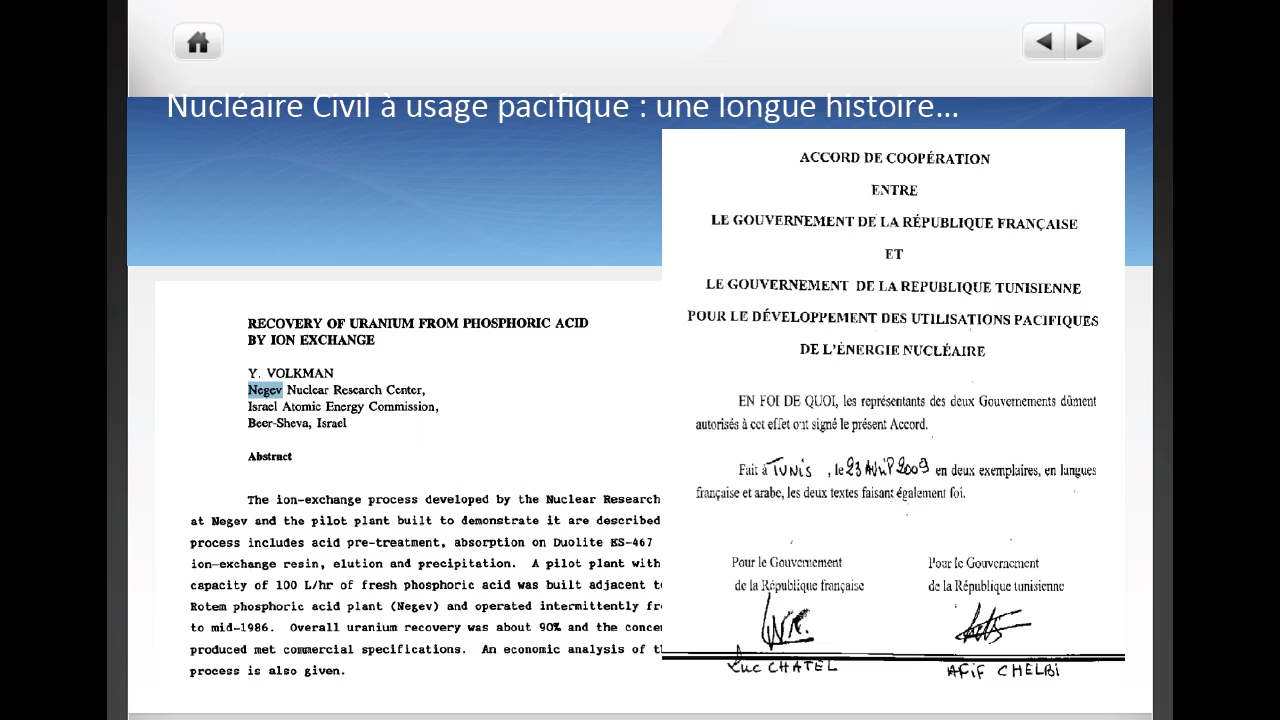 Nucléaire Civil à usage pacifique : une longue histoire...
RECOVERY OF URANIUM FROM PHOSPHORIC ACID
BY ION EXCHANGE
Y. VOLKMAN
Negev Nuclear Research Center,
Israel Atomic Energy Commission,
Beer-Sheva, Israel
Abstract
The ion-exchange process developed by the Nuclear Research
at Negev and the pilot plant built to demonstrate it are described
process includes acid pre-treatment, absorption on Duolite ES-467
ion-exchange resin, elution and precipitation. A pilot plant with
capacity of 100 L/hr of fresh phosphoric acid was built adjacent
Rotem phosphoric acid plant (Negev) and operated intermittently
to mid-1986. Overall uranium recovery was about 90% and the
produced met commercial specifications. An economic analysis of
process is also given.
ACCORD DE COOPÉRATION
ENTRE
LE GOUVERNEMENT DE LA RÉPUBLIQUE FRANÇAISE
ET
LE GOUVERNEMENT DE LA REPUBLIQUE TUNISIENNE
POUR LE DÉVELOPPEMENT DES UTILISATIONS PACIFIQUES
DE L'ÉNERGIE NUCLÉAIRE
EN FOI DE QUOI, les représentants des deux Gouvernements dûment
autorisés à cet effet ont signé le présent Accord.
Fait à TUNIS, le 23 AVRIP 2009 en deux exemplaires, en langues
française et arabe, les deux textes faisant également foi.
Pour le Gouvernement
de la République française
Luc CHATEL
Pour le Gouvernement
de la République tunisienne
AFIF CHELBI